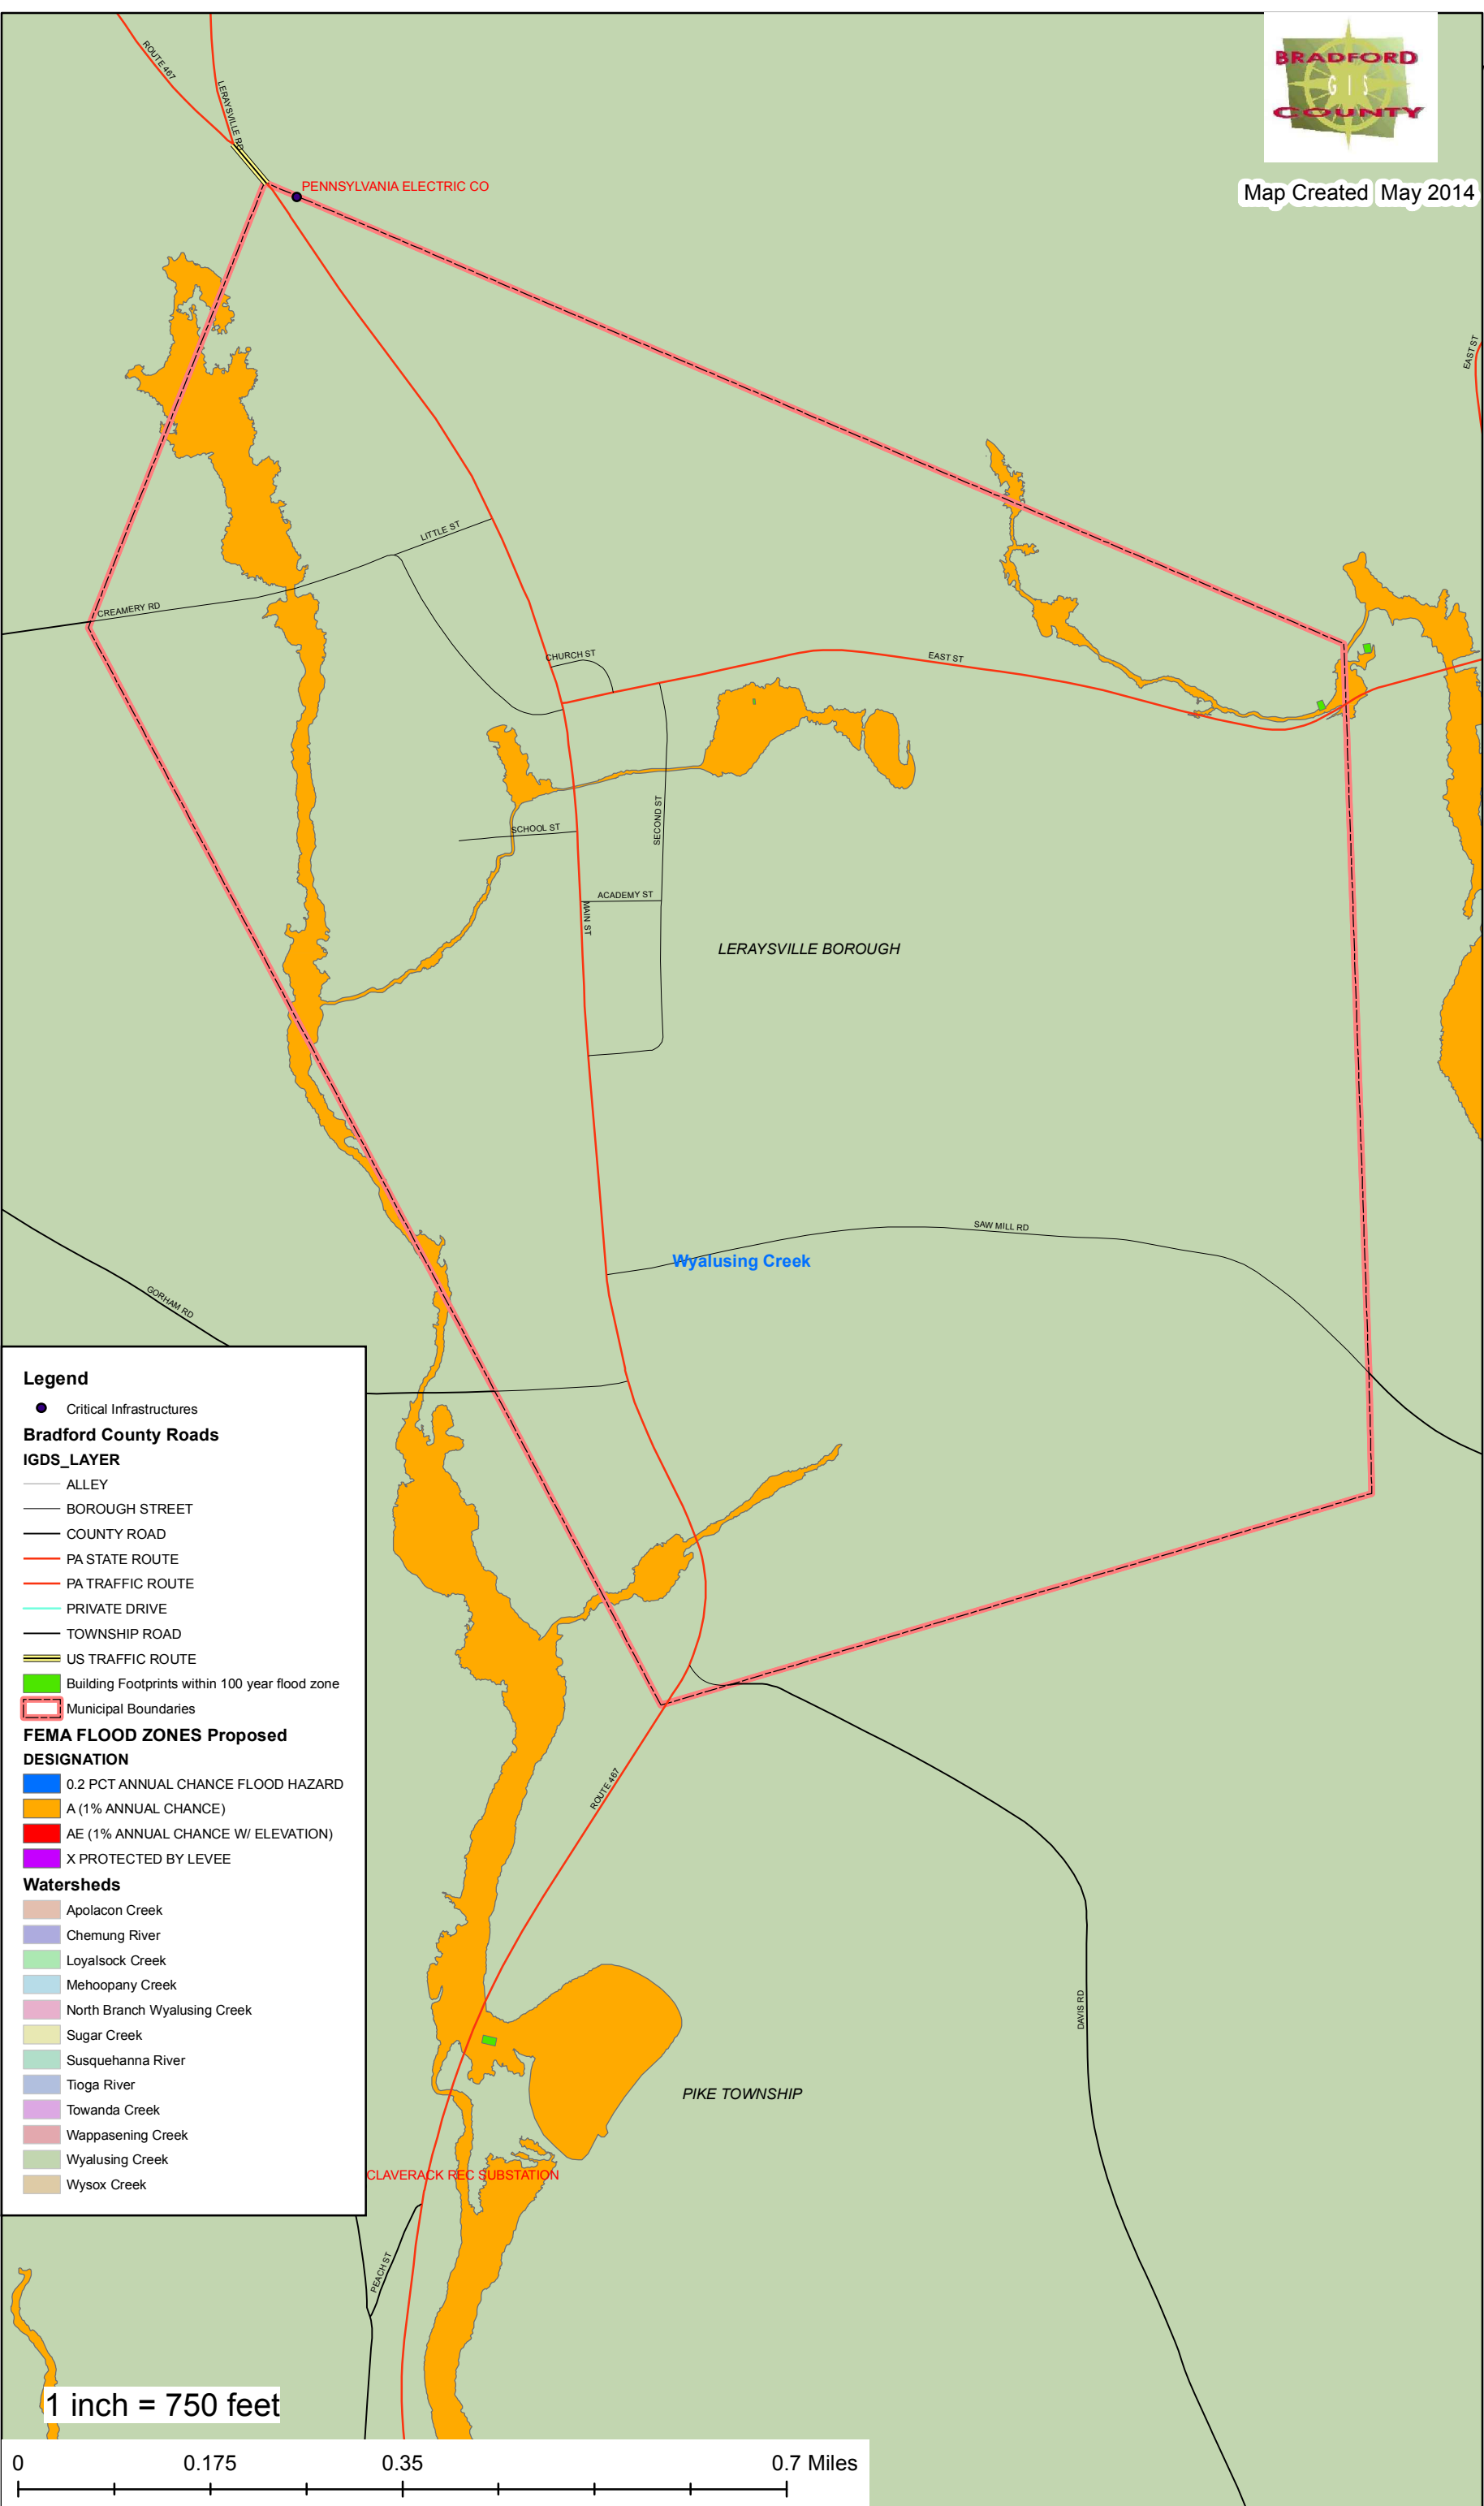 BRADFORD
GIS
COUNTY
Map Created May 2014
ROUTE 467
LERAYSVILLE RD
PENNSYLVANIA ELECTRIC CO
EAST ST
LITTLE ST
CREAMERY RD
CHURCH ST
EAST ST
SECOND ST
SCHOOL ST
ACADEMY ST
MAIN ST
LERAYSVILLE BOROUGH
SAW MILL RD
Wyalusing Creek
GORHAM RD
Legend
Critical Infrastructures
Bradford County Roads
IGDS_LAYER
ALLEY
BOROUGH STREET
COUNTY ROAD
PA STATE ROUTE
PA TRAFFIC ROUTE
PRIVATE DRIVE
TOWNSHIP ROAD
US TRAFFIC ROUTE
Building Footprints within 100 year flood zone
Municipal Boundaries
FEMA FLOOD ZONES Proposed
DESIGNATION
0.2 PCT ANNUAL CHANCE FLOOD HAZARD
A (1% ANNUAL CHANCE)
AE (1% ANNUAL CHANCE W/ ELEVATION)
X PROTECTED BY LEVEE
Watersheds
Apolacon Creek
Chemung River
Loyalsock Creek
Mehoopany Creek
North Branch Wyalusing Creek
Sugar Creek
Susquehanna River
Tioga River
Towanda Creek
Wappasening Creek
Wyalusing Creek
Wysox Creek
ROUTE 467
DAVIS RD
PIKE TOWNSHIP
CLAVERACK REC SUBSTATION
PEACH ST
1 inch = 750 feet
0 0.175 0.35 0.7 Miles